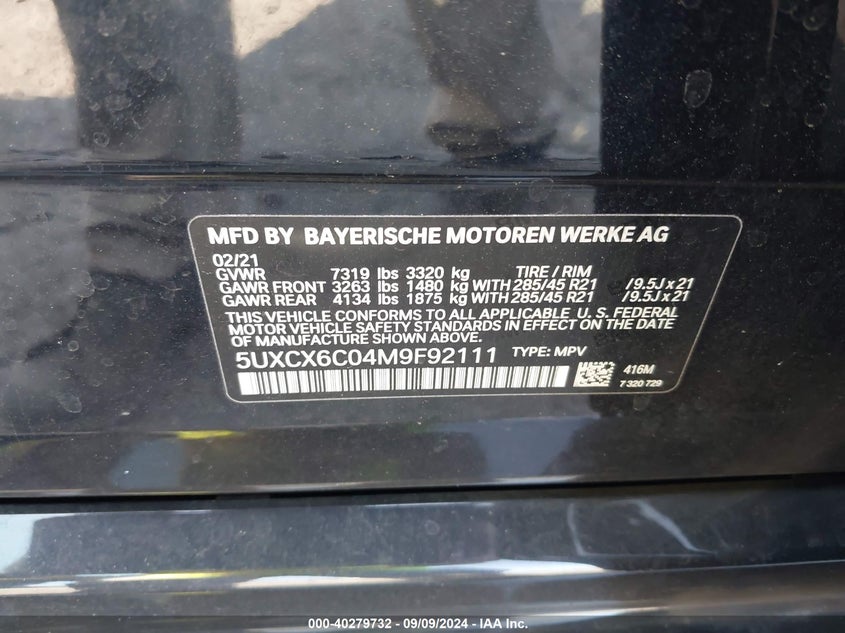 MFD BY BAYERISCHE MOTOREN WERKE AG
02/21 TIRE / RIM
GVWR 7319 lbs 3320 kg
GAWR FRONT 3263 lbs 1480 kg WITH 285/45 R21 / 9.5J x 21
GAWR REAR 4134 lbs 1875 kg WITH 285/45 R21 / 9.5J x 21
THIS VEHICLE CONFORMS TO ALL APPLICABLE U. S. FEDERAL
MOTOR VEHICLE SAFETY STANDARDS IN EFFECT ON THE DATE
OF MANUFACTURE SHOWN ABOVE.
5UXCX6C04M9F92111 TYPE: MPV
416M
7 320 729
000-40279732 - 09/09/2024 - IAA Inc.